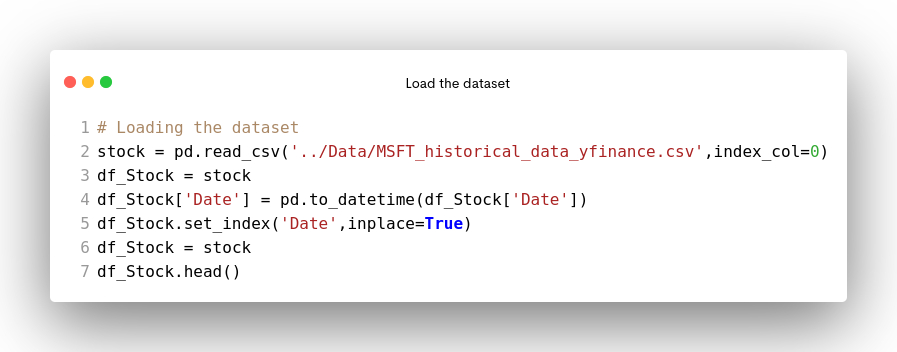 Load the dataset
1 # Loading the dataset
2 stock = pd.read_csv('../Data/MSFT_historical_data_yfinance.csv',index_col=0)
3 df_Stock = stock
4 df_Stock['Date'] = pd.to_datetime(df_Stock['Date'])
5 df_Stock.set_index('Date',inplace=True)
6 df_Stock = stock
7 df_Stock.head()